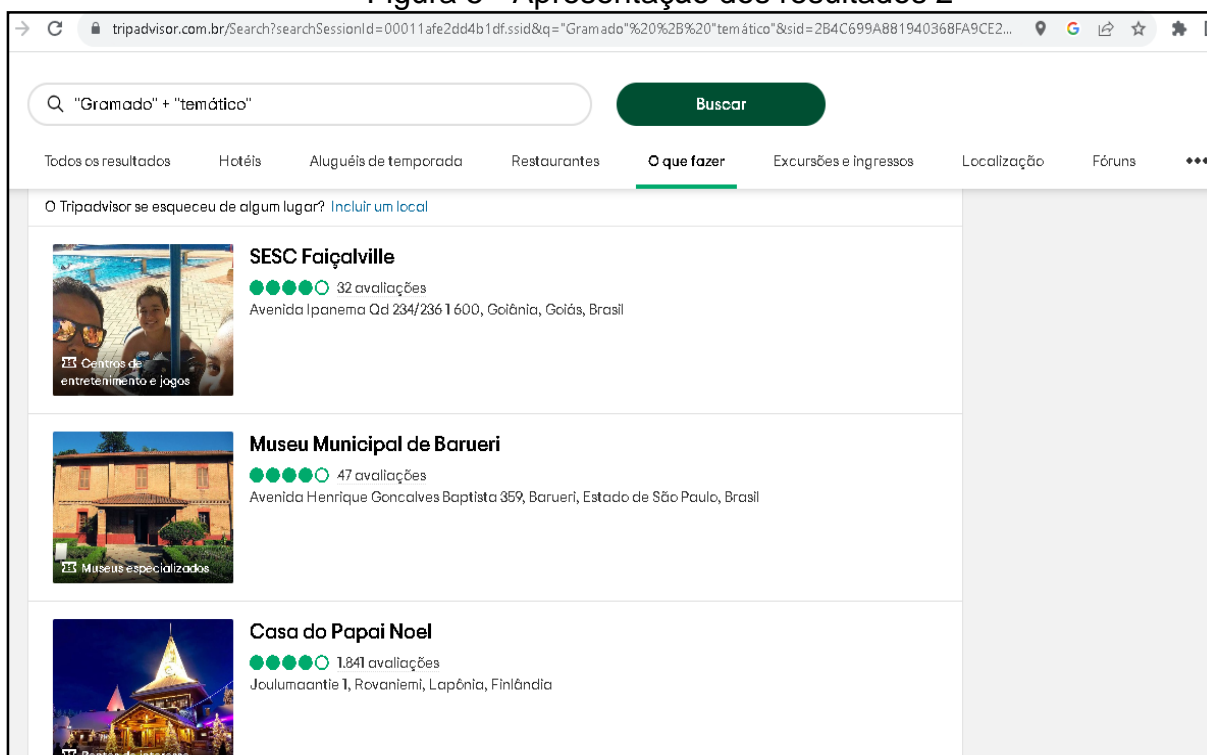 tripadvisor.com.br/Search?searchSessionId=00011afe2dd4b1df.ssid&q="Gramado"%20%2B%20"temático"&sid=2B4C699A881940368FA9CE2...
"Gramado" + "temático"
Buscar
Todos os resultados Hotéis Aluguéis de temporada Restaurantes O que fazer Excursões e ingressos Localização Fóruns
O Tripadvisor se esqueceu de algum lugar? Incluir um local
SESC Faiçalville
32 avaliações
Avenida Ipanema Qd 234/236 1 600, Goiânia, Goiás, Brasil
Centros de
entretenimento e jogos
Museu Municipal de Barueri
47 avaliações
Avenida Henrique Goncalves Baptista 359, Barueri, Estado de São Paulo, Brasil
Museus especializados
Casa do Papai Noel
1.841 avaliações
Joulumaantie 1, Rovaniemi, Lapônia, Finlândia